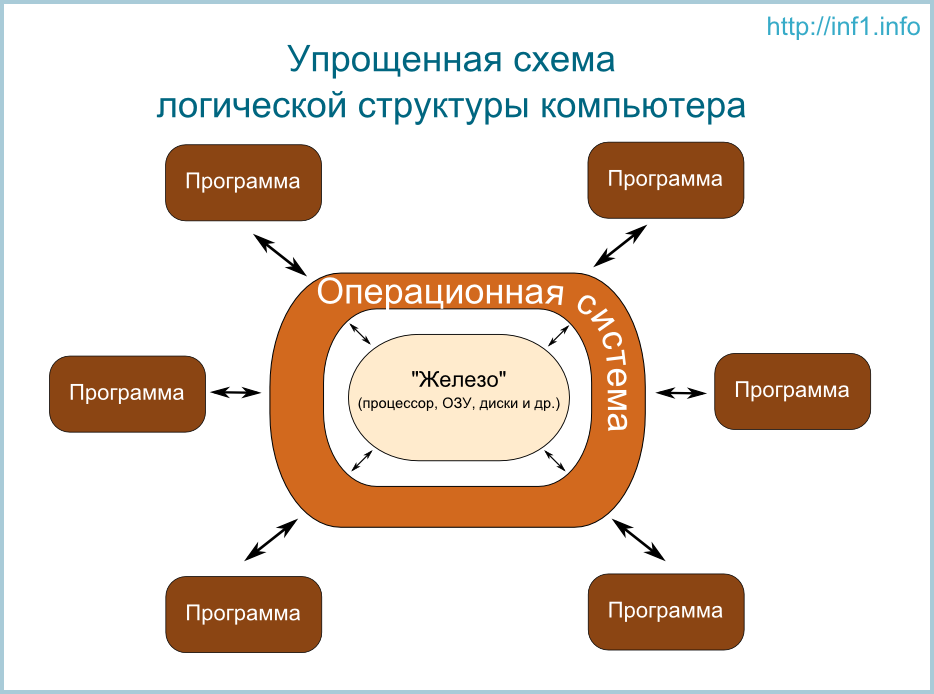 http://inf1.info
Упрощенная схема
логической структуры компьютера
Программа
Программа
Операционная система
"Железо"
(процессор, ОЗУ, диски и др.)
Программа
Программа
Программа
Программа